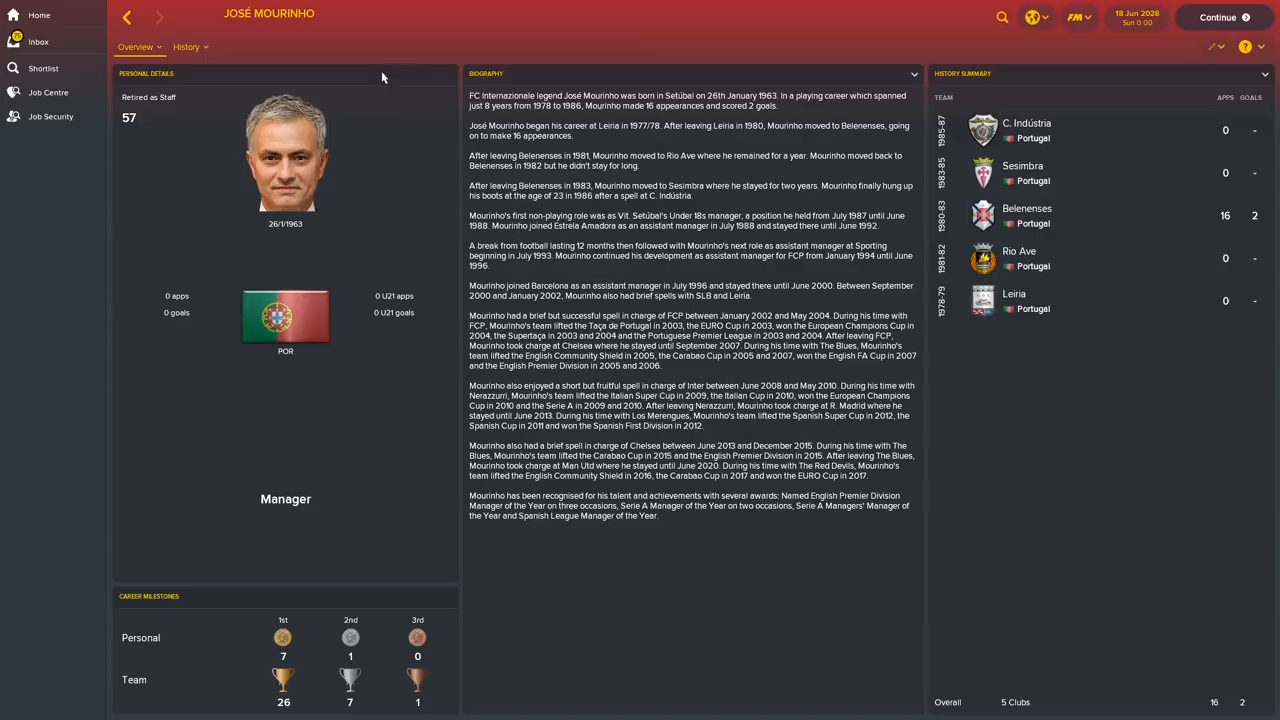 JOSÉ MOURINHO
18 Jun 2028
Sun 0:00
Continue
FM
Home
75
Inbox
Shortlist
Job Centre
Job Security
Overview
History
?
PERSONAL DETAILS
Retired as Staff
57
26/1/1963
0 apps
0 U21 apps
0 goals
0 U21 goals
POR
Manager
CAREER MILESTONES
1st 2nd 3rd
Personal
7 1 0
Team
26 7 1
BIOGRAPHY
FC Internazionale legend José Mourinho was born in Setúbal on 26th January 1963. In a playing career which spanned
just 8 years from 1978 to 1986, Mourinho made 16 appearances and scored 2 goals.
José Mourinho began his career at Leiria in 1977/78. After leaving Leiria in 1980, Mourinho moved to Belenenses, going
on to make 16 appearances.
After leaving Belenenses in 1981, Mourinho moved to Rio Ave where he remained for a year. Mourinho moved back to
Belenenses in 1982 but he didn't stay for long.
After leaving Belenenses in 1983, Mourinho moved to Sesimbra where he stayed for two years. Mourinho finally hung up
his boots at the age of 23 in 1986 after a spell at C. Indústria.
Mourinho's first non-playing role was as Vit. Setúbal's Under 18s manager, a position he held from July 1987 until June
1988. Mourinho joined Estrela Amadora as an assistant manager in July 1988 and stayed there until June 1992.
A break from football lasting 12 months then followed with Mourinho's next role as assistant manager at Sporting
beginning in July 1993. Mourinho continued his development as assistant manager for FCP from January 1994 until June
1996.
Mourinho joined Barcelona as an assistant manager in July 1996 and stayed there until June 2000. Between September
2000 and January 2002, Mourinho also had brief spells with SLB and Leiria.
Mourinho had a brief but successful spell in charge of FCP between January 2002 and May 2004. During his time with
FCP, Mourinho's team lifted the Taça de Portugal in 2003, the EURO Cup in 2003, won the European Champions Cup in
2004, the Supertaça in 2003 and 2004 and the Portuguese Premier League in 2003 and 2004. After leaving FCP,
Mourinho took charge at Chelsea where he stayed until September 2007. During his time with The Blues, Mourinho's
team lifted the English Community Shield in 2005, the Carabao Cup in 2005 and 2007, won the English FA Cup in 2007
and the English Premier Division in 2005 and 2006.
Mourinho also enjoyed a short but fruitful spell in charge of Inter between June 2008 and May 2010. During his time with
Nerazzurri, Mourinho's team lifted the Italian Super Cup in 2009, the Italian Cup in 2010, won the European Champions
Cup in 2010 and the Serie A in 2009 and 2010. After leaving Nerazzurri, Mourinho took charge at R. Madrid where he
stayed until June 2013. During his time with Los Merengues, Mourinho's team lifted the Spanish Super Cup in 2012, the
Spanish Cup in 2011 and won the Spanish First Division in 2012.
Mourinho also had a brief spell in charge of Chelsea between June 2013 and December 2015. During his time with The
Blues, Mourinho's team lifted the Carabao Cup in 2015 and the English Premier Division in 2015. After leaving The Blues,
Mourinho took charge at Man Utd where he stayed until June 2020. During his time with The Red Devils, Mourinho's
team lifted the English Community Shield in 2016, the Carabao Cup in 2017 and won the EURO Cup in 2017.
Mourinho has been recognised for his talent and achievements with several awards: Named English Premier Division
Manager of the Year on three occasions, Serie A Manager of the Year on two occasions, Serie A Managers' Manager of
the Year and Spanish League Manager of the Year.
HISTORY SUMMARY
TEAM APPS GOALS
1985-87 C. Indústria 0 -
Portugal
1983-85 Sesimbra 0 -
Portugal
1980-83 Belenenses 16 2
Portugal
1981-82 Rio Ave 0 -
Portugal
1978-79 Leiria 0 -
Portugal
Overall 5 Clubs 16 2